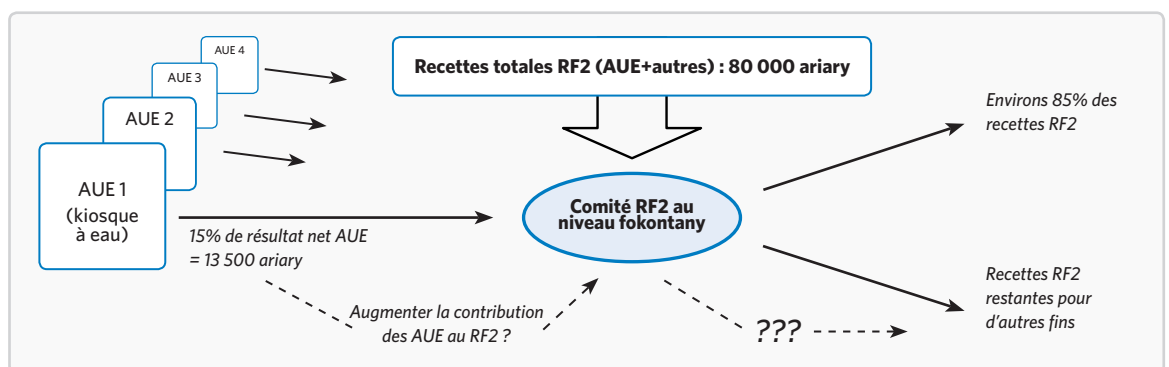 AUE 4
AUE 3
AUE 2
AUE 1
(kiosque
à eau)
Recettes totales RF2 (AUE+autres) : 80 000 ariary
Comité RF2 au
niveau fokontany
15% de résultat net AUE
= 13 500 ariary
Augmenter la contribution
des AUE au RF2 ?
???
Environs 85% des
recettes RF2
Recettes RF2
restantes pour
d'autres fins